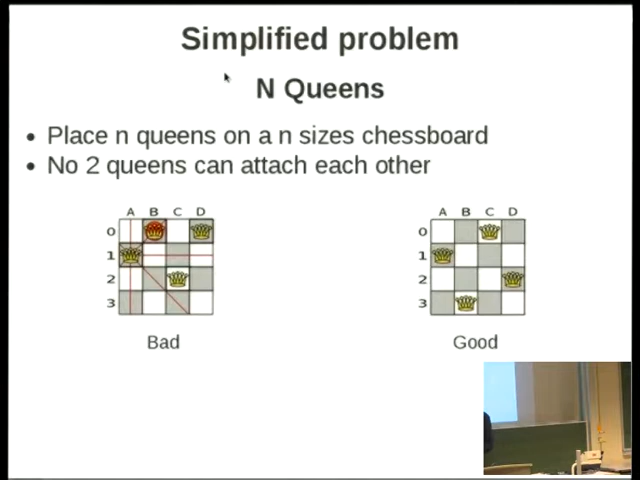 Simplified problem
N Queens
• Place n queens on a n sizes chessboard
• No 2 queens can attach each other
A B C D
0
1
2
3
Bad
A B C D
0
1
2
3
Good